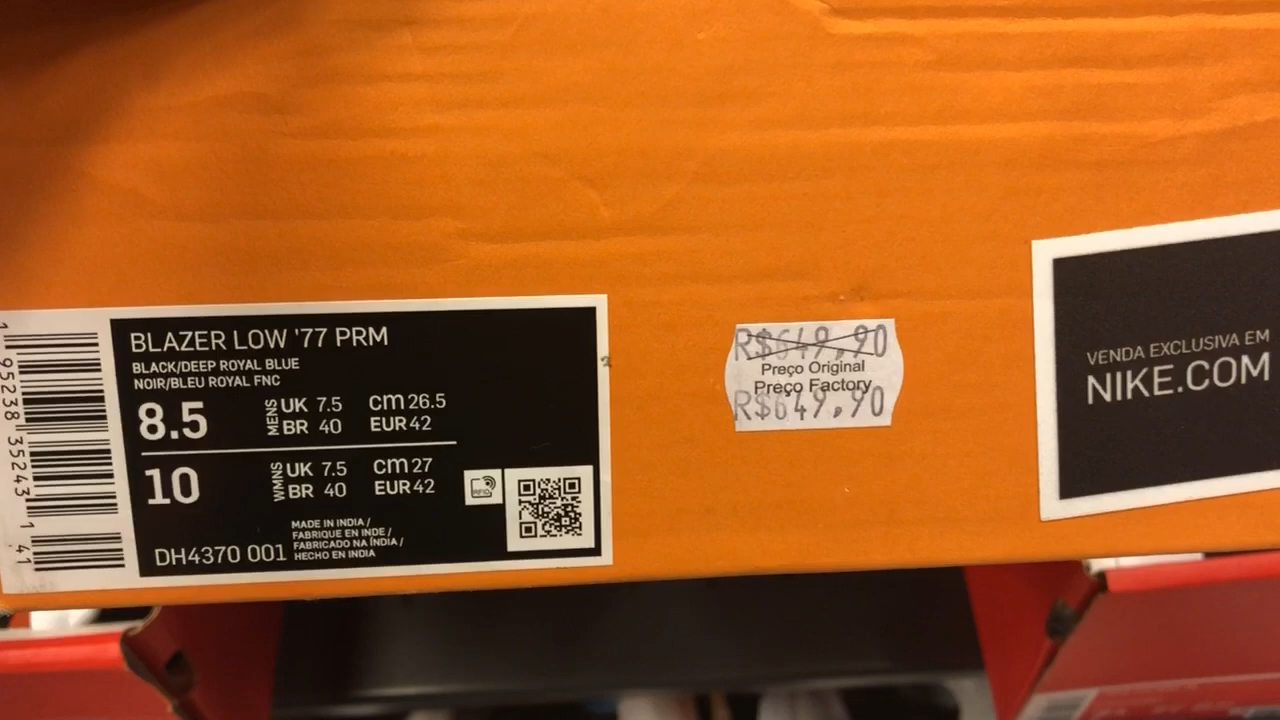 1 95238 35243 1 41
BLAZER LOW '77 PRM
BLACK/DEEP ROYAL BLUE
NOIR/BLEU ROYAL FNC
8.5 MENS UK 7.5 cm 26.5
BR 40 EUR 42
10 WMNS UK 7.5 cm 27
BR 40 EUR 42
RFID
DH4370 001
MADE IN INDIA /
FABRIQUE EN INDE /
FABRICADO NA ÍNDIA /
HECHO EN INDIA
R$649,90
Preço Original
Preço Factory
R$649,90
VENDA EXCLUSIVA EM
NIKE.COM